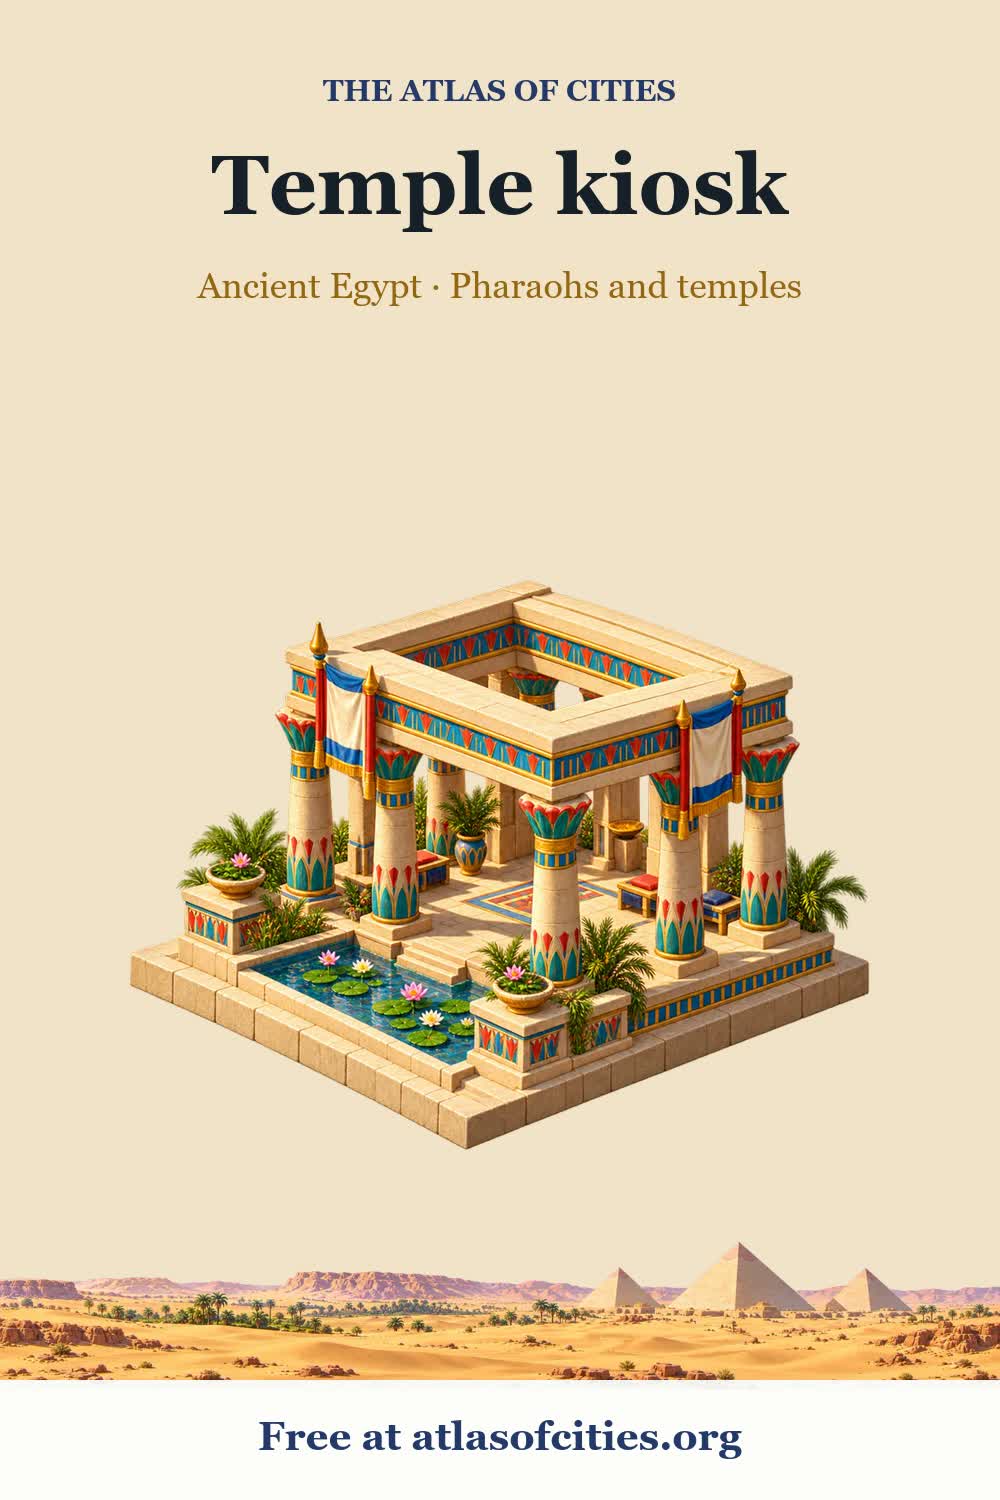 THE ATLAS OF CITIES
Temple kiosk
Ancient Egypt · Pharaohs and temples
Free at atlasofcities.org